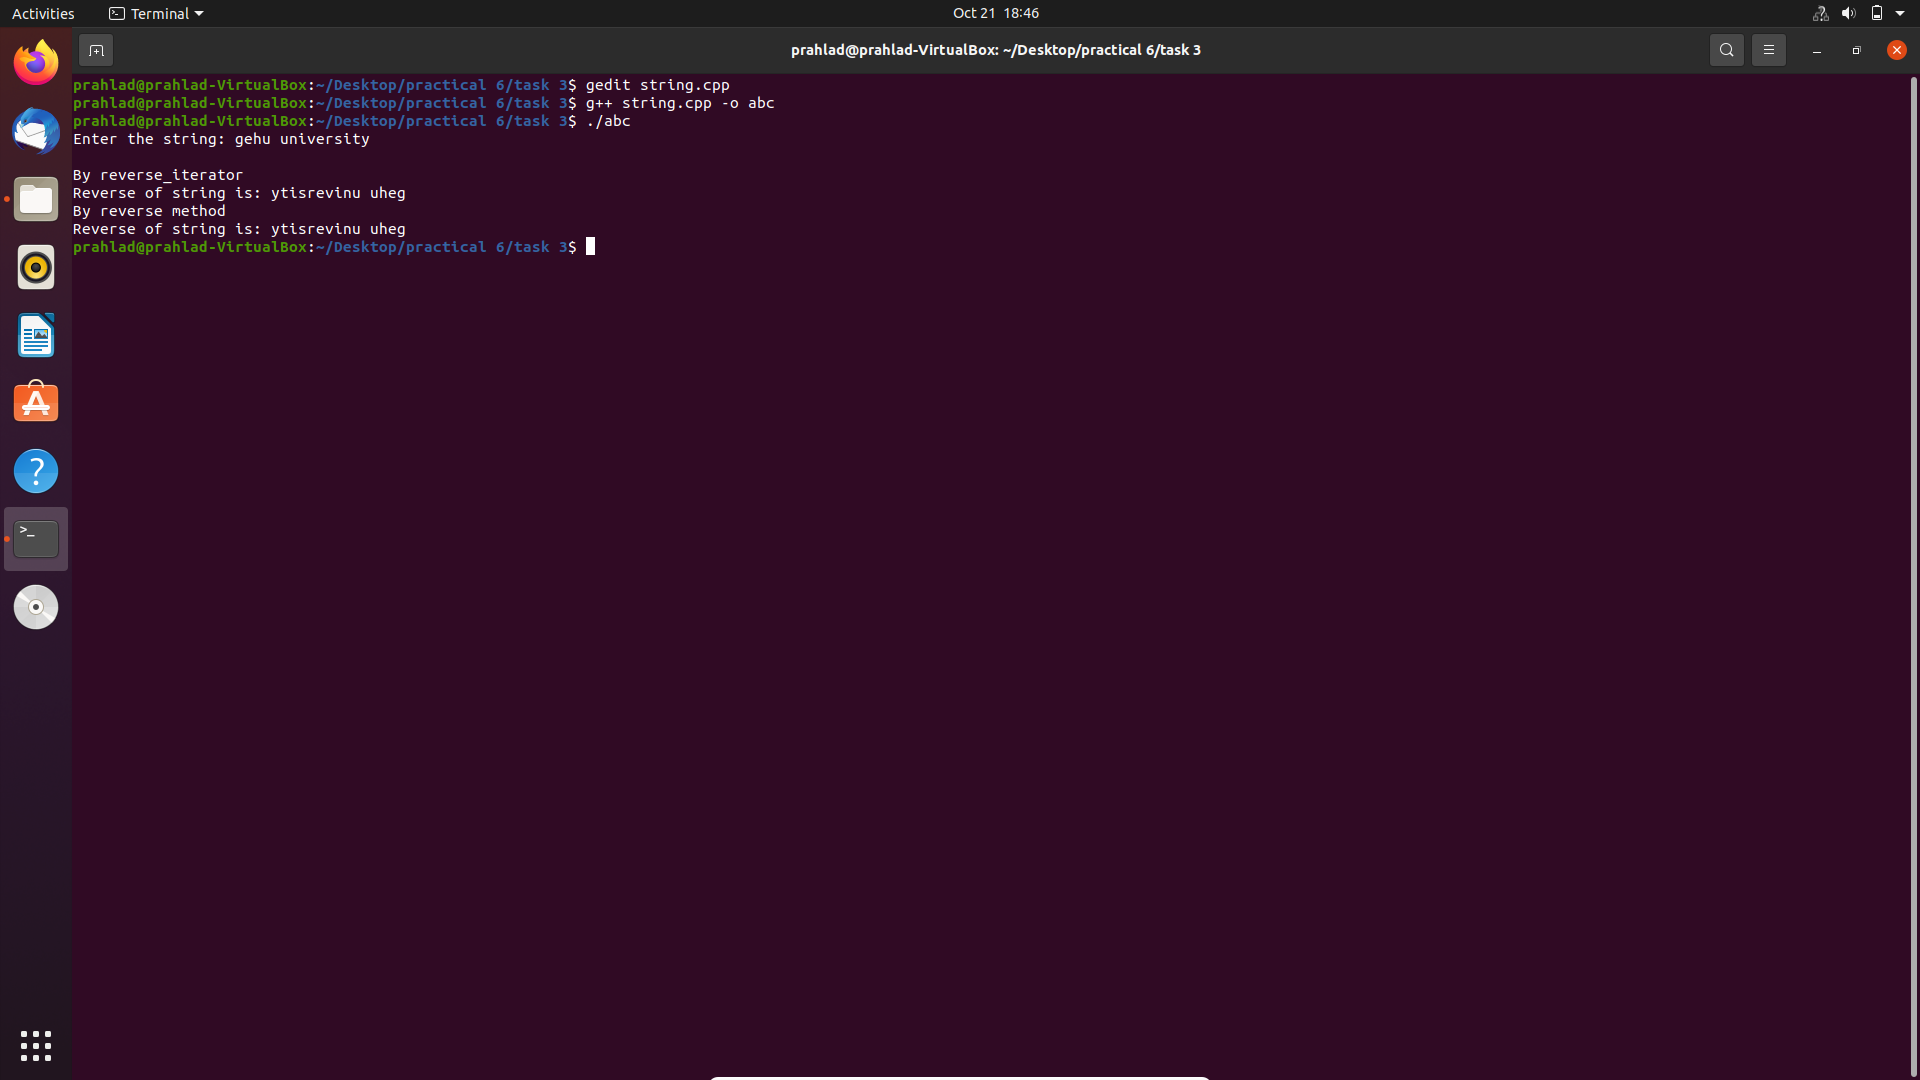 Activities
Terminal
Oct 21 18:46
prahlad@prahlad-VirtualBox: ~/Desktop/practical 6/task 3
prahlad@prahlad-VirtualBox:~/Desktop/practical 6/task 3$ gedit string.cpp
prahlad@prahlad-VirtualBox:~/Desktop/practical 6/task 3$ g++ string.cpp -o abc
prahlad@prahlad-VirtualBox:~/Desktop/practical 6/task 3$ ./abc
Enter the string: gehu university
By reverse_iterator
Reverse of string is: ytisrevinu uheg
By reverse method
Reverse of string is: ytisrevinu uheg
prahlad@prahlad-VirtualBox:~/Desktop/practical 6/task 3$